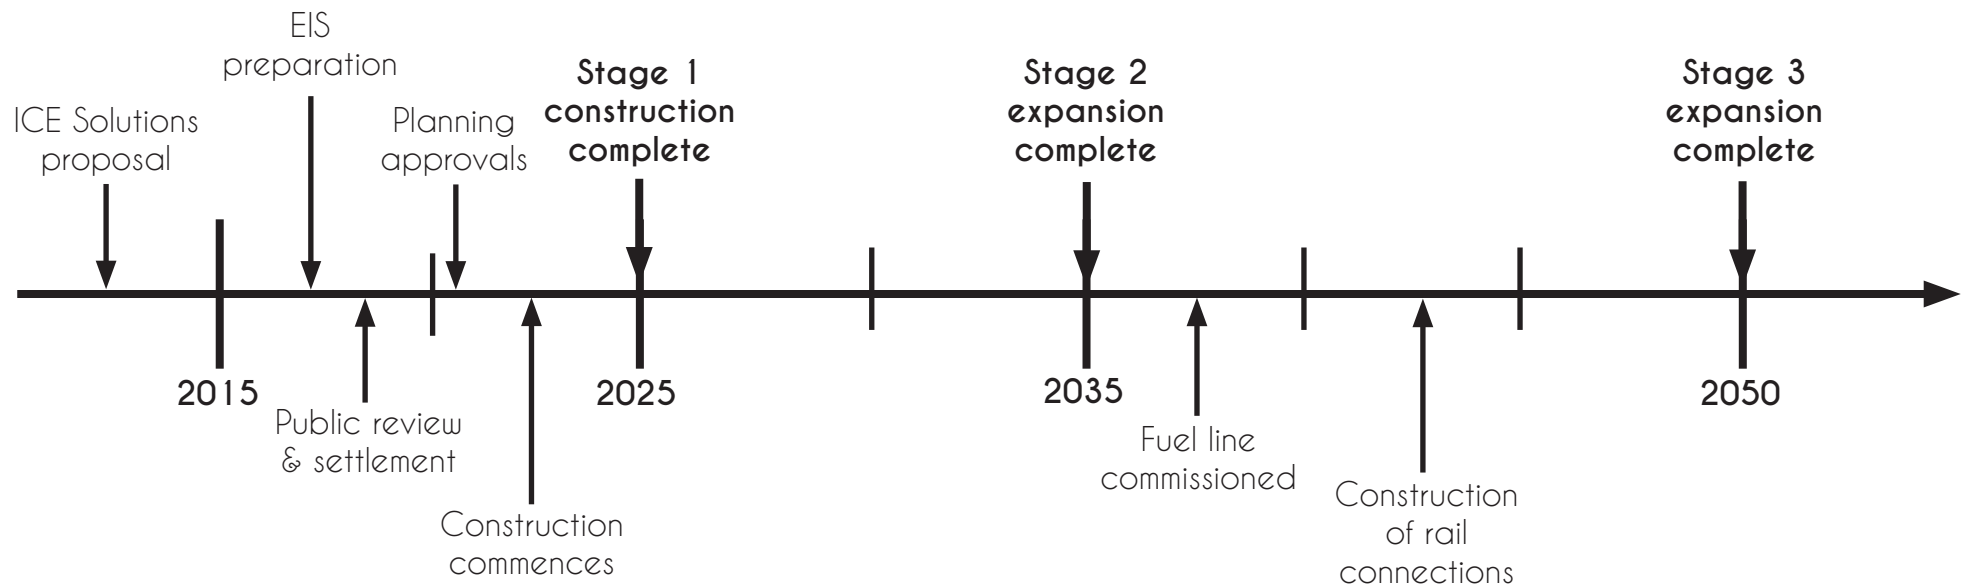 EIS
preparation
ICE Solutions
proposal
Planning
approvals
Stage 1
construction
complete
Stage 2
expansion
complete
Stage 3
expansion
complete
2015
2025
2035
2050
Public review
& settlement
Construction
commences
Fuel line
commissioned
Construction
of rail
connections